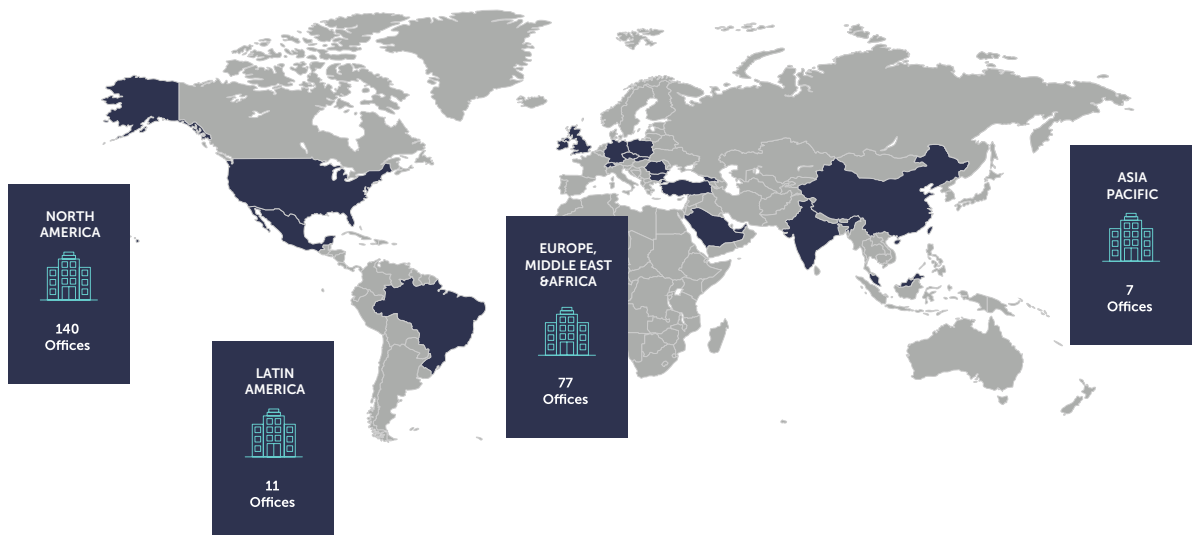 NORTH
AMERICA
140
Offices
LATIN
AMERICA
11
Offices
EUROPE,
MIDDLE EAST
&AFRICA
77
Offices
ASIA
PACIFIC
7
Offices